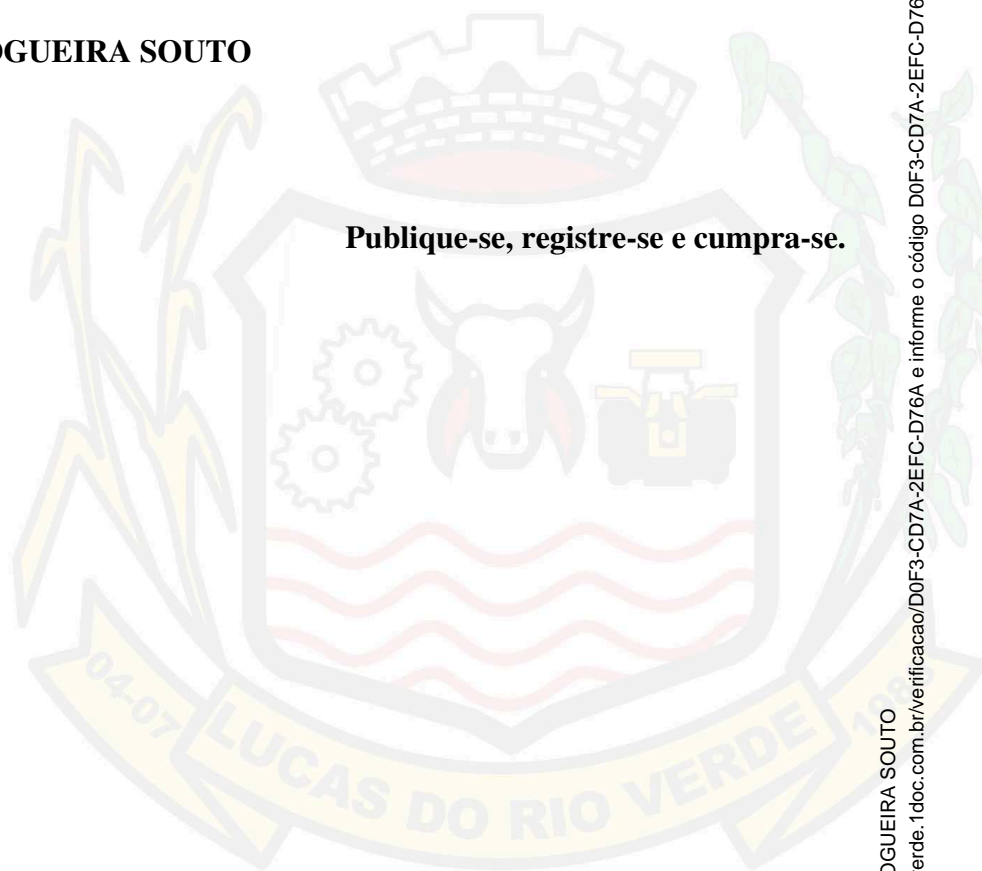 OGUEIRA SOUTO
Publique-se, registre-se e cumpra-se.
04-07
LUCAS DO RIO VERDE
1988
OGUEIRA SOUTO
erde.1doc.com.br/verificacao/D0F3-CD7A-2EFC-D76A e informe o código D0F3-CD7A-2EFC-D76